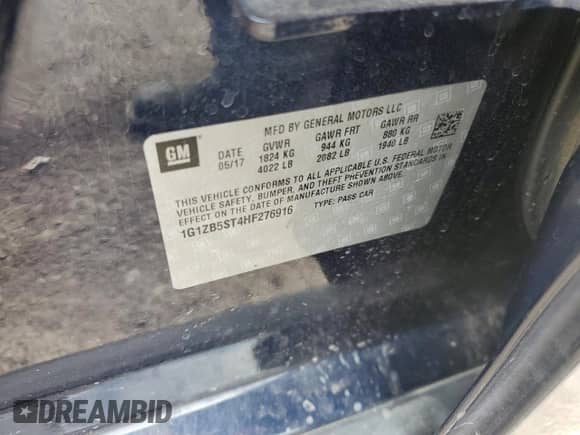 MFD BY GENERAL MOTORS LLC
GM
DATE GVWR GAWR FRT GAWR RR
05/17 1824 KG 944 KG 880 KG
4022 LB 2082 LB 1940 LB
THIS VEHICLE CONFORMS TO ALL APPLICABLE U.S. FEDERAL MOTOR
VEHICLE SAFETY, BUMPER, AND THEFT PREVENTION STANDARDS IN
EFFECT ON THE DATE OF MANUFACTURE SHOWN ABOVE.
1G1ZB5ST4HF276916 TYPE: PASS CAR
DREAMBID